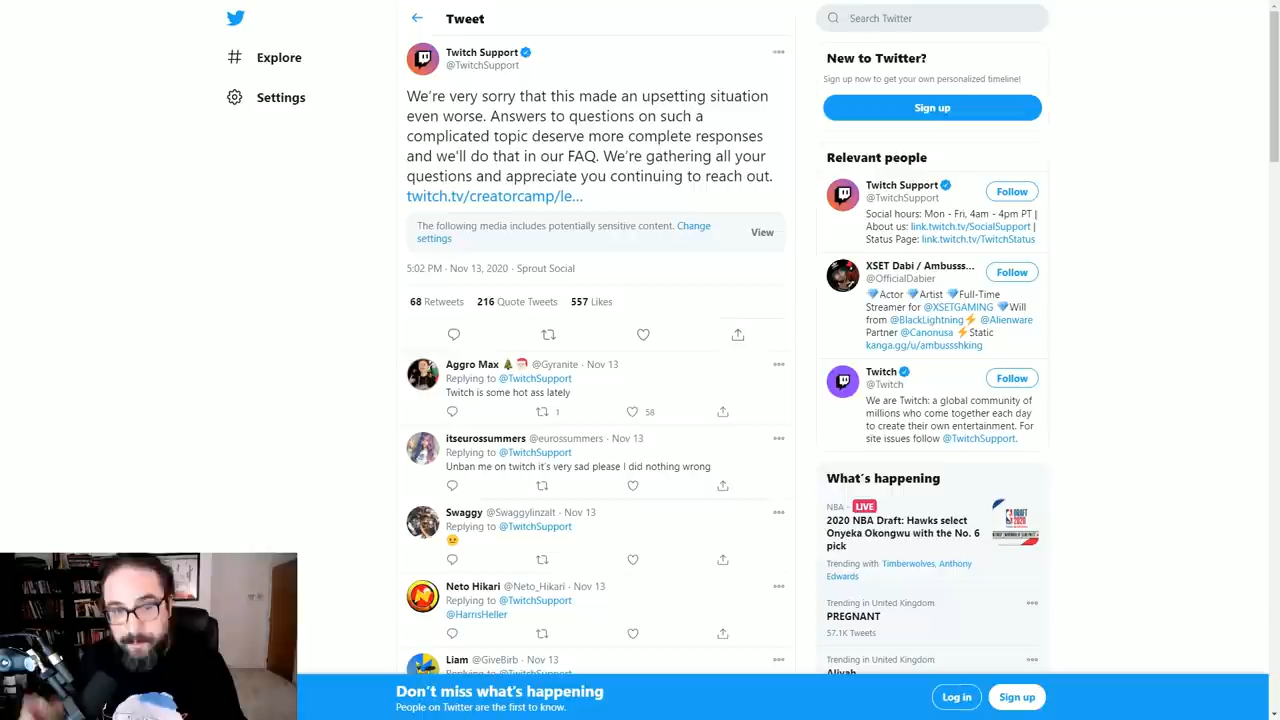 Tweet
Search Twitter
Explore
Settings
Twitch Support
@TwitchSupport
We're very sorry that this made an upsetting situation
even worse. Answers to questions on such a
complicated topic deserve more complete responses
and we'll do that in our FAQ. We're gathering all your
questions and appreciate you continuing to reach out.
twitch.tv/creatorcamp/le...
The following media includes potentially sensitive content. Change
settings
View
5:02 PM · Nov 13, 2020 · Sprout Social
68 Retweets 216 Quote Tweets 557 Likes
Aggro Max @Gyranite · Nov 13
Replying to @TwitchSupport
Twitch is some hot ass lately
1
58
itseurossummers @eurossummers · Nov 13
Replying to @TwitchSupport
Unban me on twitch it's very sad please I did nothing wrong
Swaggy @Swaggylinzalt · Nov 13
Replying to @TwitchSupport
Neto Hikari @Neto_Hikari · Nov 13
Replying to @TwitchSupport
@HarrisHeller
Liam @GiveBirb · Nov 13
Replying to @TwitchSupport
New to Twitter?
Sign up now to get your own personalized timeline!
Sign up
Relevant people
Twitch Support
@TwitchSupport
Follow
Social hours: Mon - Fri, 4am - 4pm PT |
About us: link.twitch.tv/SocialSupport |
Status Page: link.twitch.tv/TwitchStatus
XSET Dabi / Ambusss...
@OfficialDabier
Follow
💎Actor 💎Artist 💎Full-Time
Streamer for @XSETGAMING 💎Will
from @BlackLightning⚡ @Alienware
Partner @Canonusa ⚡Static
kanga.gg/u/ambussshking
Twitch
@Twitch
Follow
We are Twitch: a global community of
millions who come together each day
to create their own entertainment. For
site issues follow @TwitchSupport.
What's happening
NBA · LIVE
2020 NBA Draft: Hawks select
Onyeka Okongwu with the No. 6
pick
Trending with Timberwolves, Anthony
Edwards
Trending in United Kingdom
PREGNANT
57.1K Tweets
Trending in United Kingdom
Aliyah
Don't miss what's happening
People on Twitter are the first to know.
Log in
Sign up